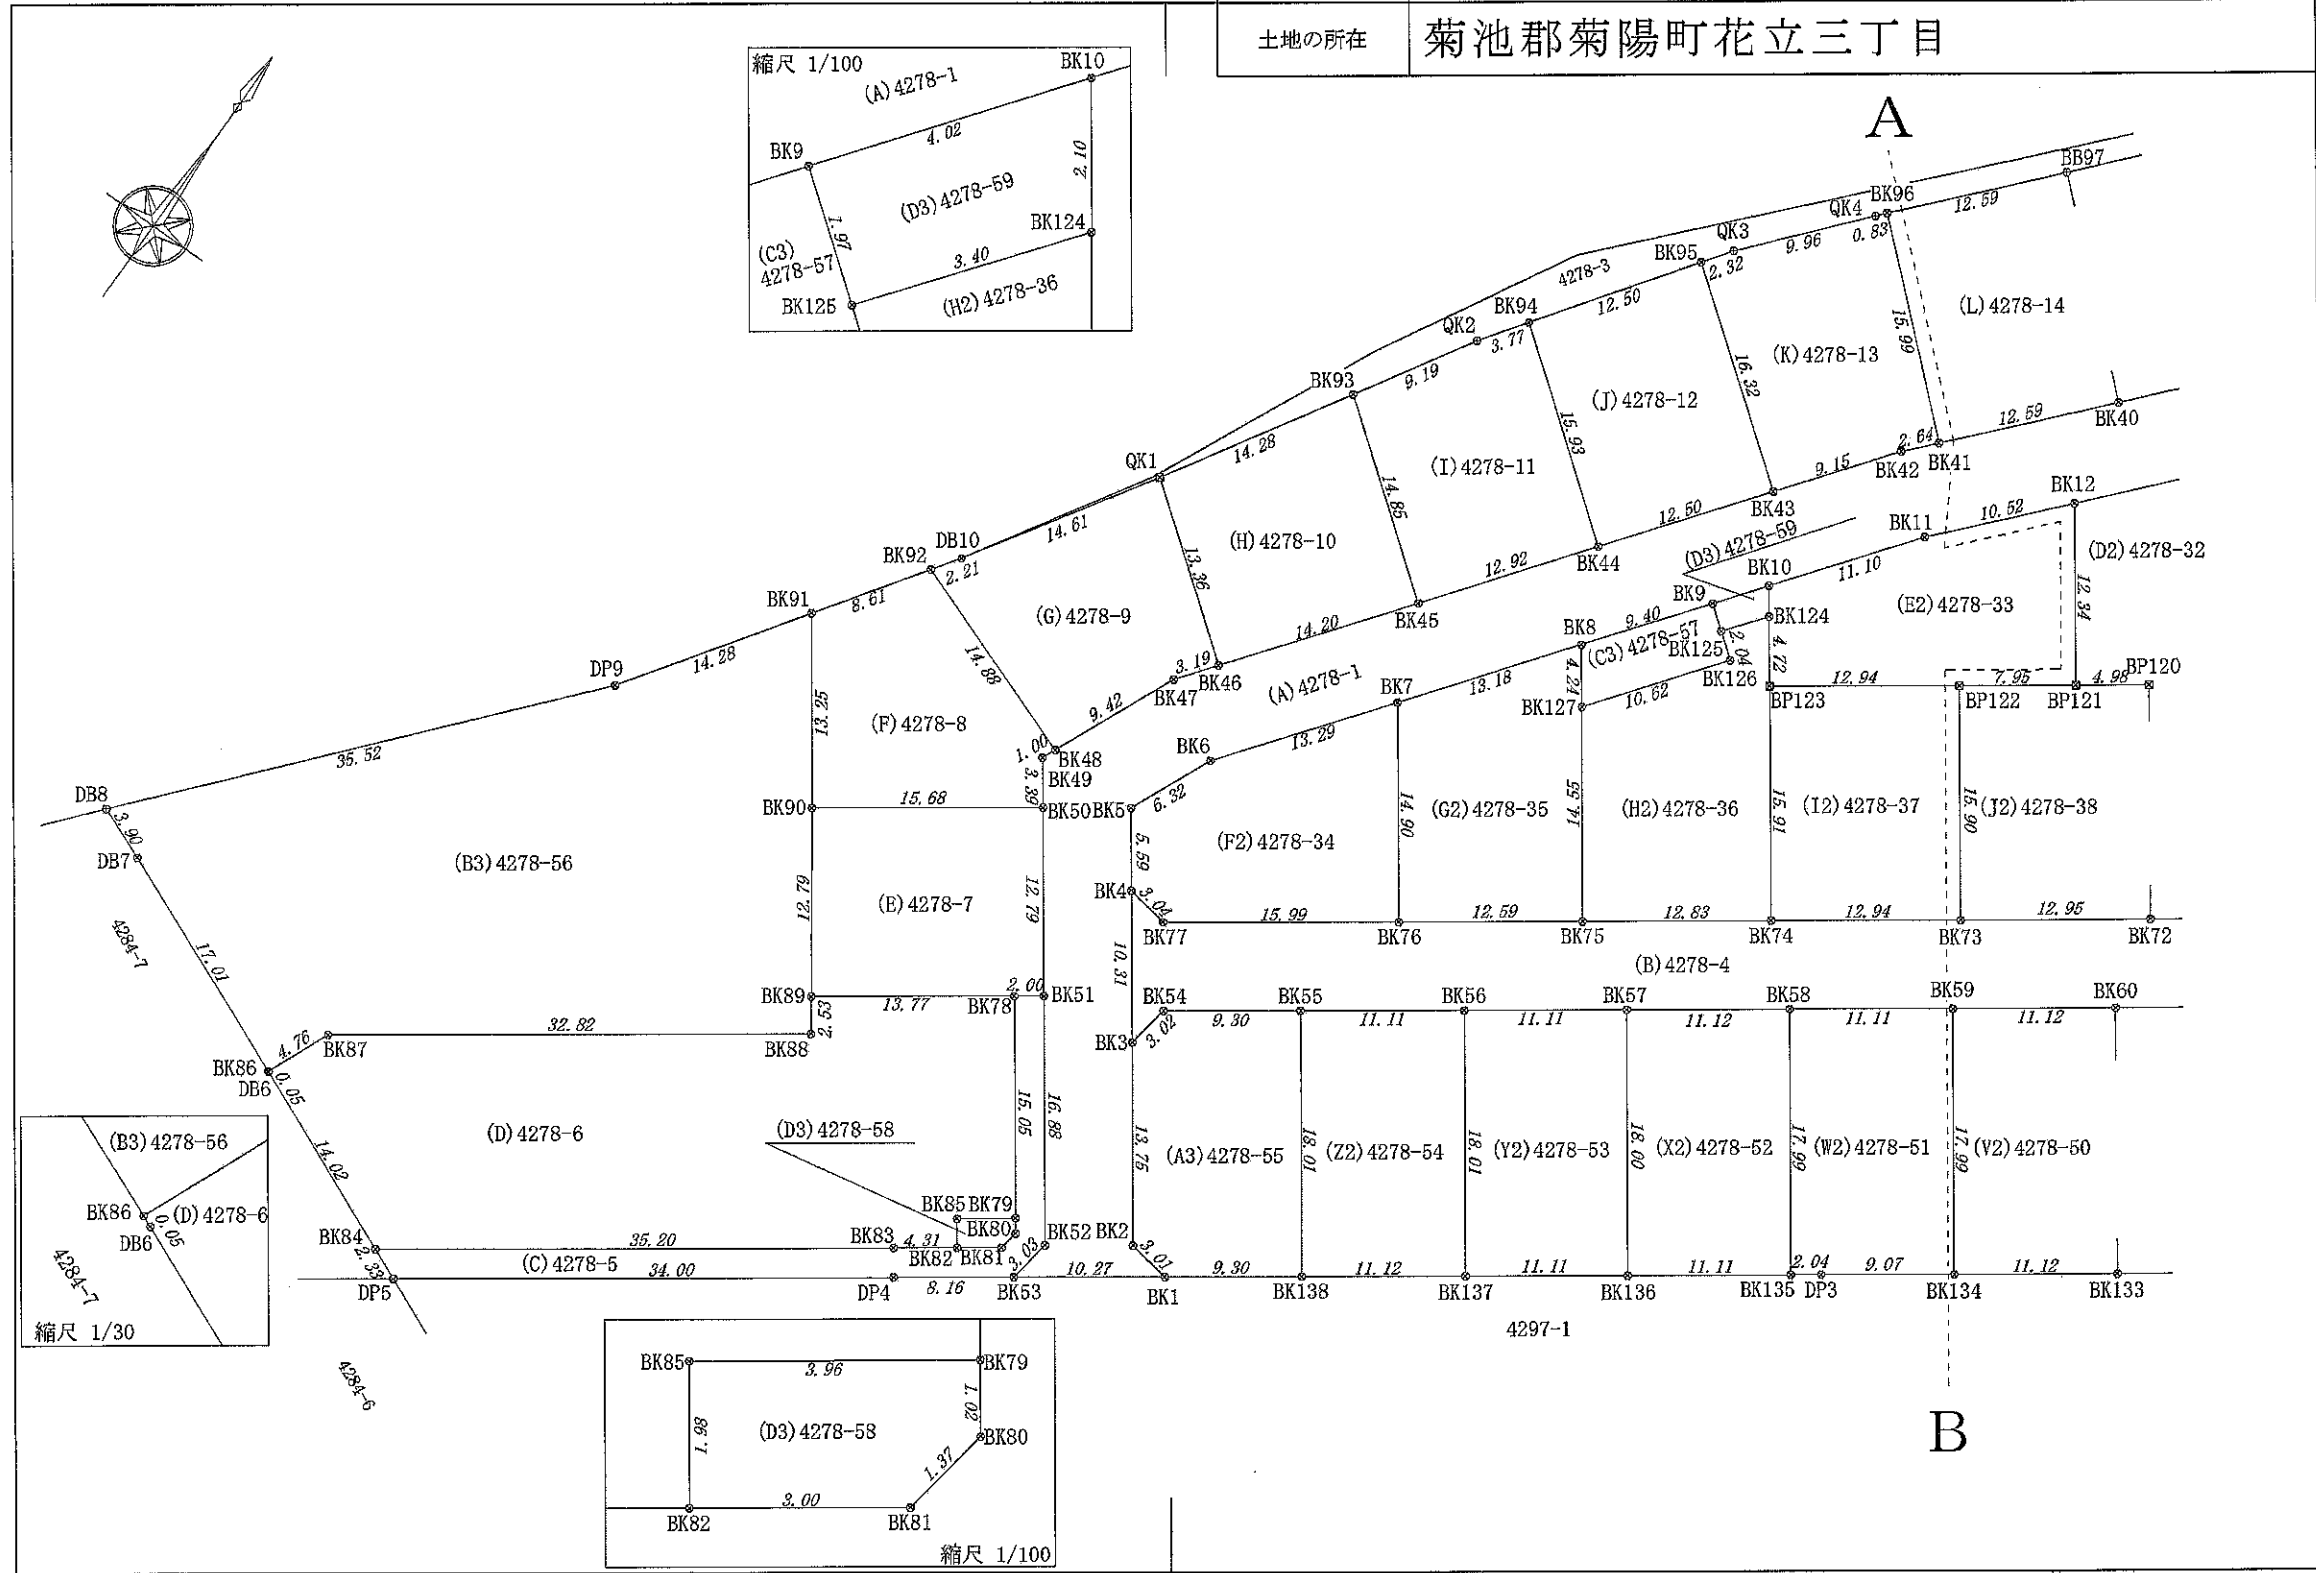 土地の所在
菊池郡菊陽町花立三丁目
縮尺 1/100
(A)4278-1
BK10
BK9
4.02
2.10
(D3)4278-59
1.97
BK124
(C3)
4278-57
3.40
BK125
(H2)4278-36
A
BB97
BK96
QK4
12.59
0.83
QK3
9.96
BK95
2.32
4278-3
12.50
BK94
QK2
3.77
(L)4278-14
15.99
(K)4278-13
16.32
BK93
9.19
(J)4278-12
15.93
12.59
BK40
2.64
BK41
BK42
9.15
BK43
QK1
14.28
(I)4278-11
14.85
12.50
BK44
BK12
10.52
BK11
(D3)4278-59
(D2)4278-32
DB10
14.61
BK92
2.21
(H)4278-10
13.36
12.92
BK45
BK10
11.10
BK9
(E2)4278-33
12.34
BK91
8.61
(G)4278-9
14.20
BK8
9.40
BK124
(C3)4278-57
BK125
2.04
4.72
DP9
14.28
14.88
3.19
BK46
BK47
(A)4278-1
BK7
13.18
4.24
BK126
BP123
12.94
BP122
7.95
BP121
4.98
BP120
10.62
BK127
13.25
(F)4278-8
9.42
BK6
13.29
35.52
1.00
BK48
BK49
3.39
DB8
3.90
BK90
15.68
BK50
BK5
6.32
14.90
(G2)4278-35
14.55
(H2)4278-36
15.91
(I2)4278-37
15.90
(J2)4278-38
DB7
(B3)4278-56
5.59
(F2)4278-34
12.79
(E)4278-7
12.79
BK4
3.04
15.99
12.59
12.83
12.94
12.95
4284-7
17.01
BK77
BK76
BK75
BK74
BK73
BK72
10.31
(B)4278-4
BK89
2.00
BK51
13.77
BK78
2.53
BK54
BK55
BK56
BK57
BK58
BK59
BK60
9.30
11.11
11.11
11.12
11.11
11.12
32.82
4.76
BK87
BK88
BK3
3.02
BK86
DB6
0.05
15.05
16.88
14.02
(D)4278-6
(D3)4278-58
13.75
(A3)4278-55
18.01
(Z2)4278-54
18.01
(Y2)4278-53
18.00
(X2)4278-52
17.99
(W2)4278-51
17.99
(V2)4278-50
(B3)4278-56
BK86
(D)4278-6
0.05
DB6
4284-7
縮尺 1/30
BK85
BK79
BK80
BK84
35.20
BK83
4.31
BK82
BK81
BK52
BK2
2.33
(C)4278-5
3.03
3.01
34.00
10.27
9.30
11.12
11.11
11.11
2.04
9.07
11.12
DP5
DP4
8.16
BK53
BK1
BK138
BK137
BK136
BK135
DP3
BK134
BK133
4297-1
4284-6
BK85
3.96
BK79
1.02
1.98
(D3)4278-58
BK80
1.37
3.00
BK82
BK81
縮尺 1/100
B